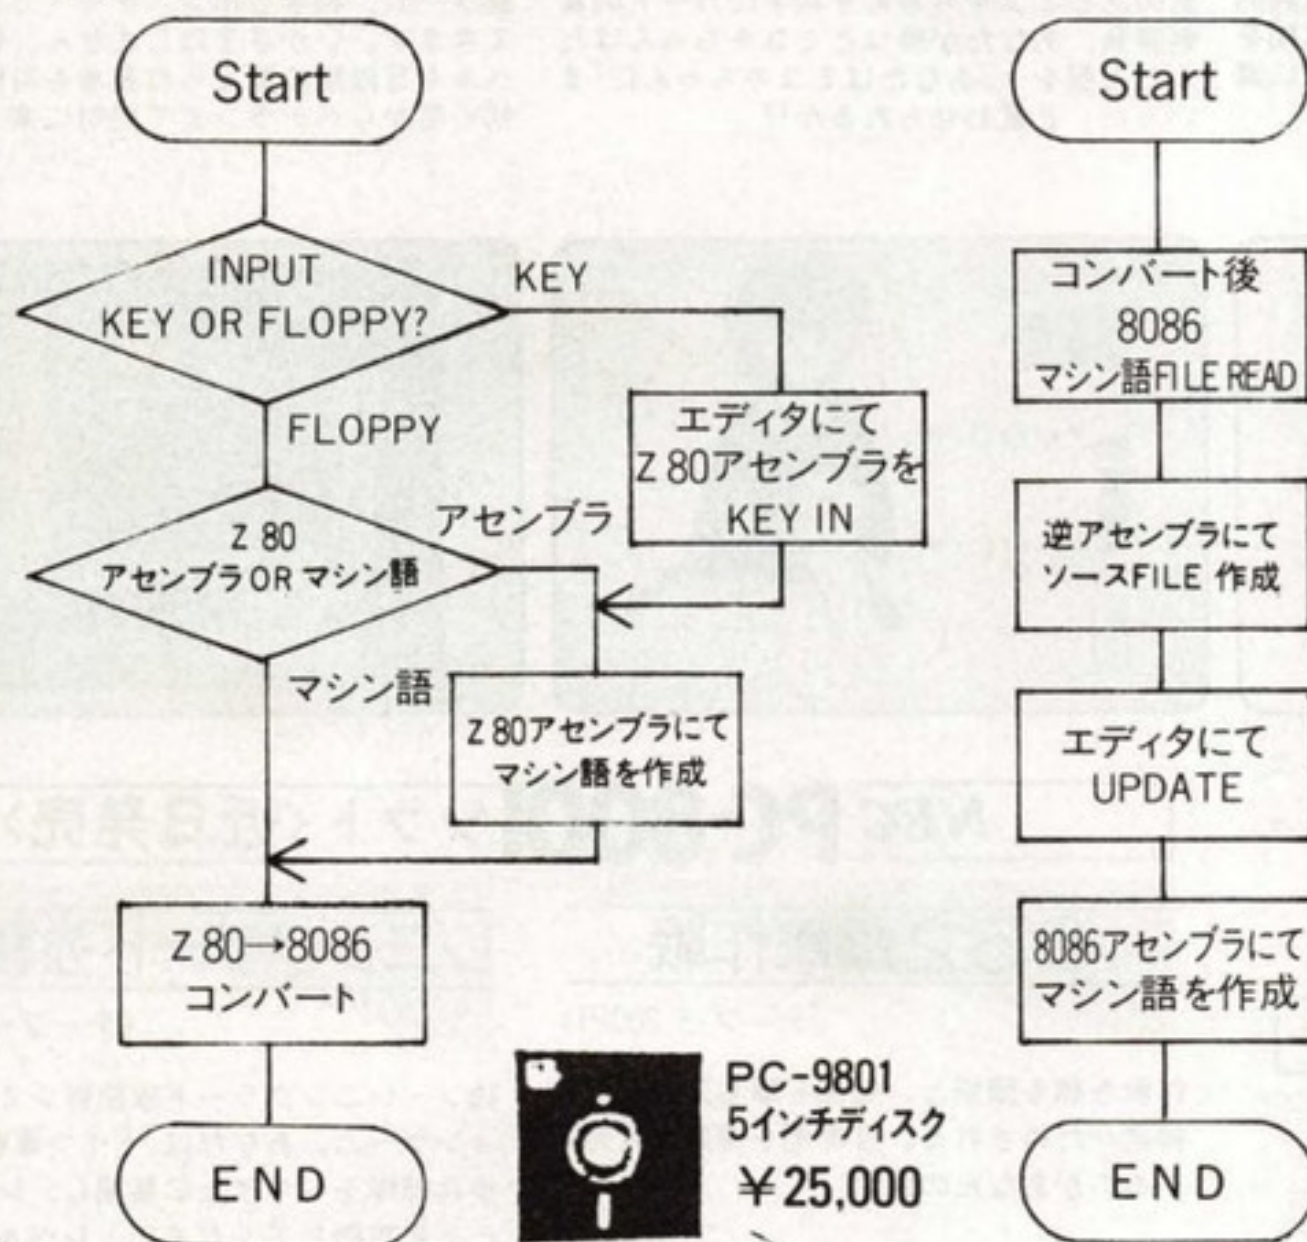 Start
INPUT
KEY OR FLOPPY?
KEY
FLOPPY
エディタにて
Z 80アセンブラを
KEY IN
Z 80
アセンブラOR マシン語
アセンブラ
マシン語
Z 80アセンブラにて
マシン語を作成
Z 80→8086
コンバート
END
PC-9801
5インチディスク
¥25,000
Start
コンバート後
8086
マシン語FILE READ
逆アセンブラにて
ソースFILE 作成
エディタにて
UPDATE
8086アセンブラにて
マシン語を作成
END